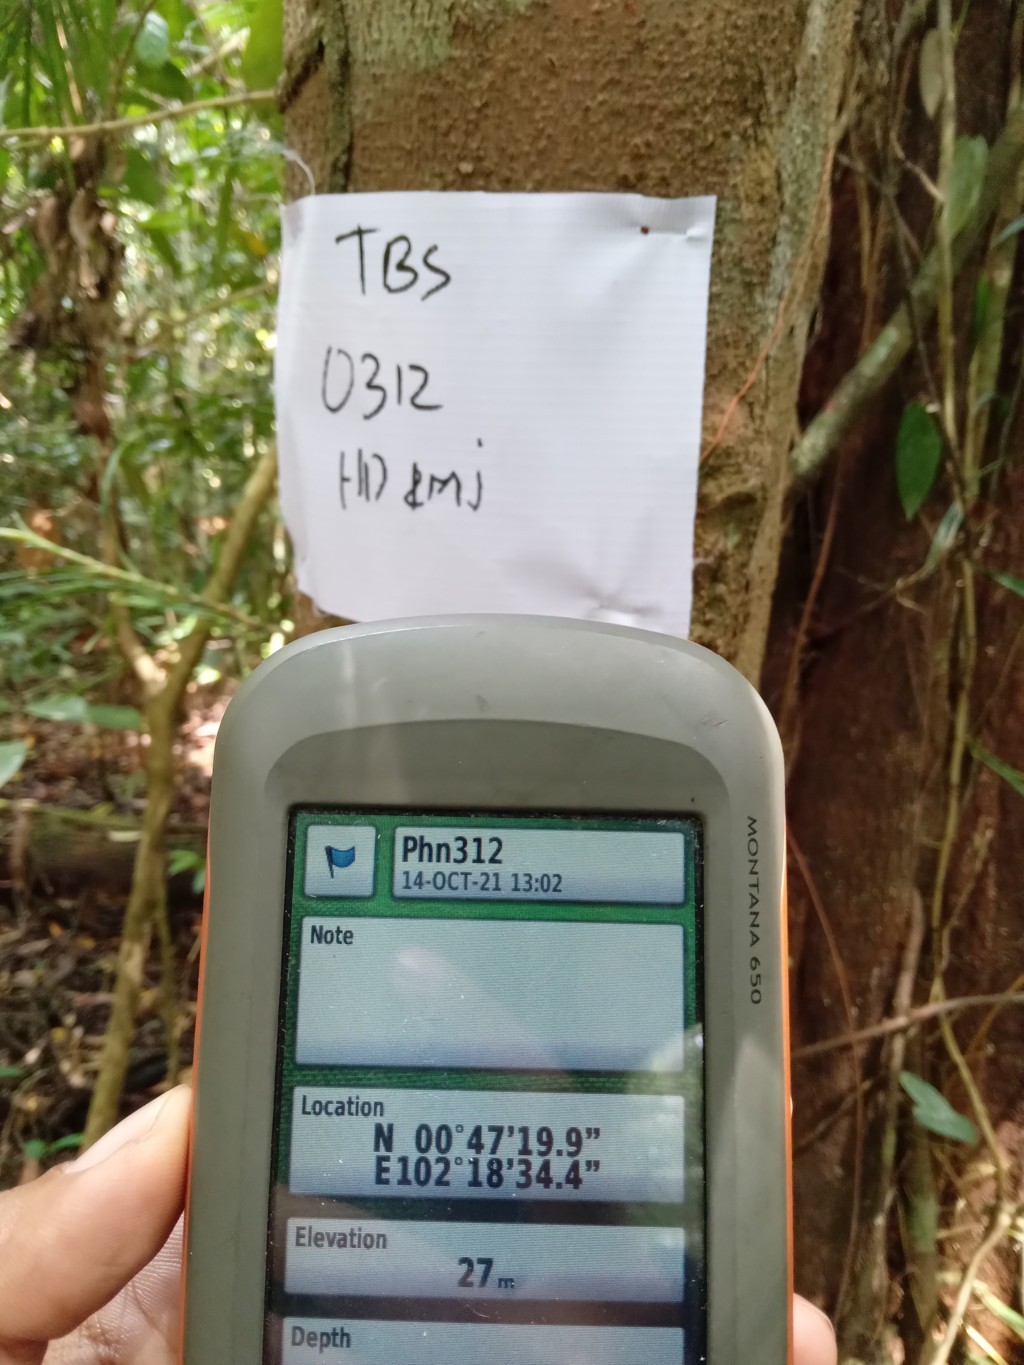 TBS
0312
Phn312
14-OCT-21 13:02
Note
Location
N 00°47'19.9"
E102°18'34.4"
Elevation
27 m
Depth
MONTANA 650